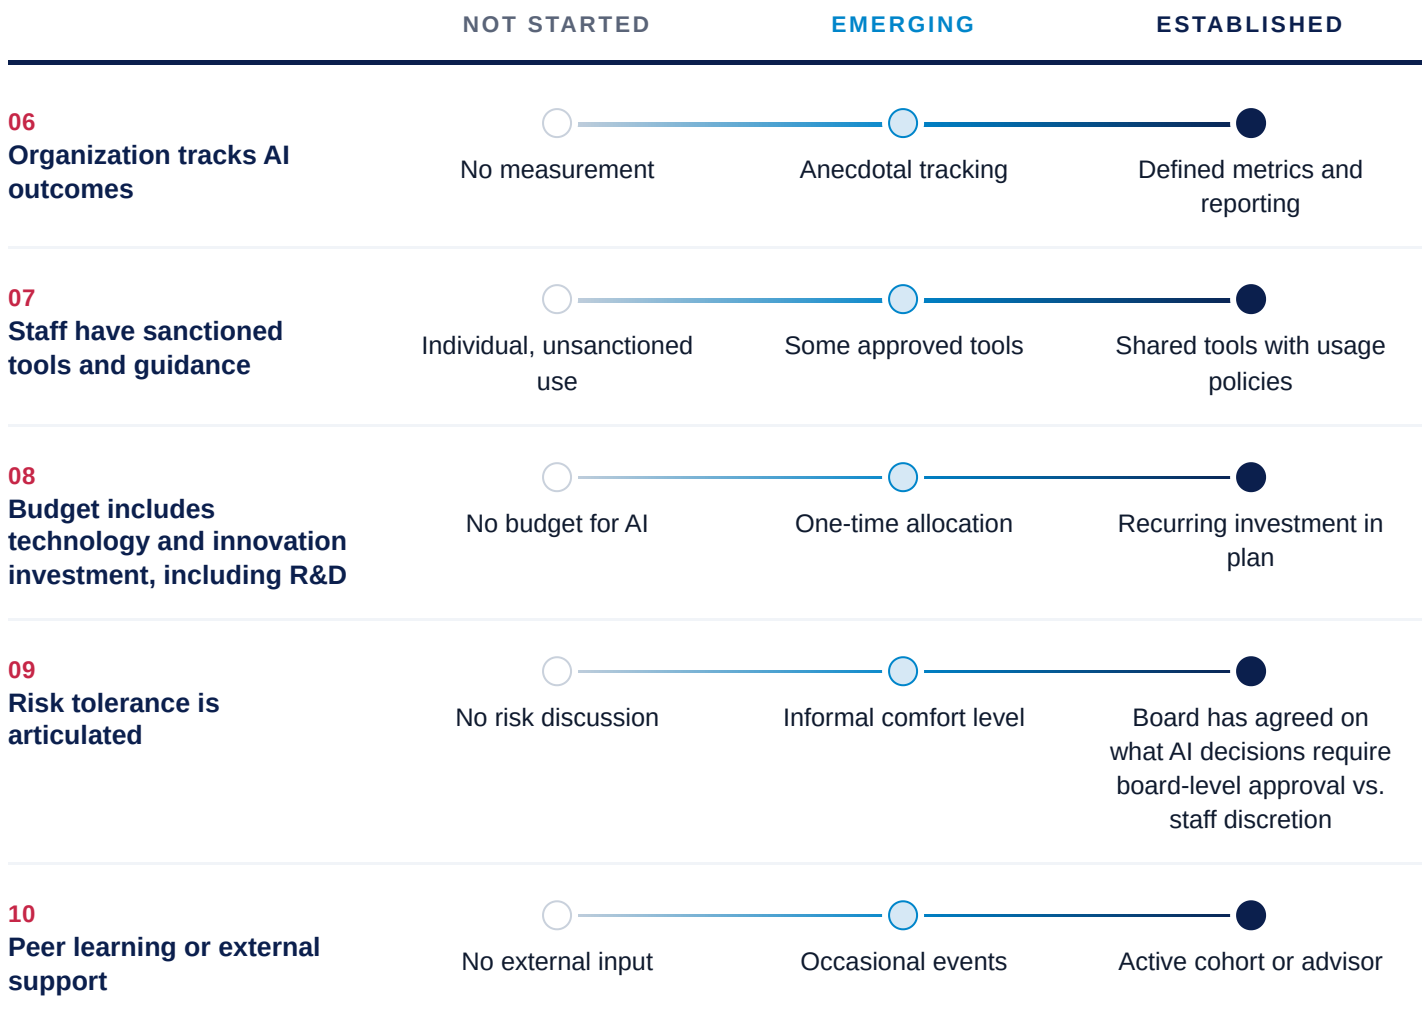 NOT STARTED EMERGING ESTABLISHED
06
Organization tracks AI
outcomes
No measurement
Anecdotal tracking
Defined metrics and
reporting
07
Staff have sanctioned
tools and guidance
Individual, unsanctioned
use
Some approved tools
Shared tools with usage
policies
08
Budget includes
technology and innovation
investment, including R&D
No budget for AI
One-time allocation
Recurring investment in
plan
09
Risk tolerance is
articulated
No risk discussion
Informal comfort level
Board has agreed on
what AI decisions require
board-level approval vs.
staff discretion
10
Peer learning or external
support
No external input
Occasional events
Active cohort or advisor